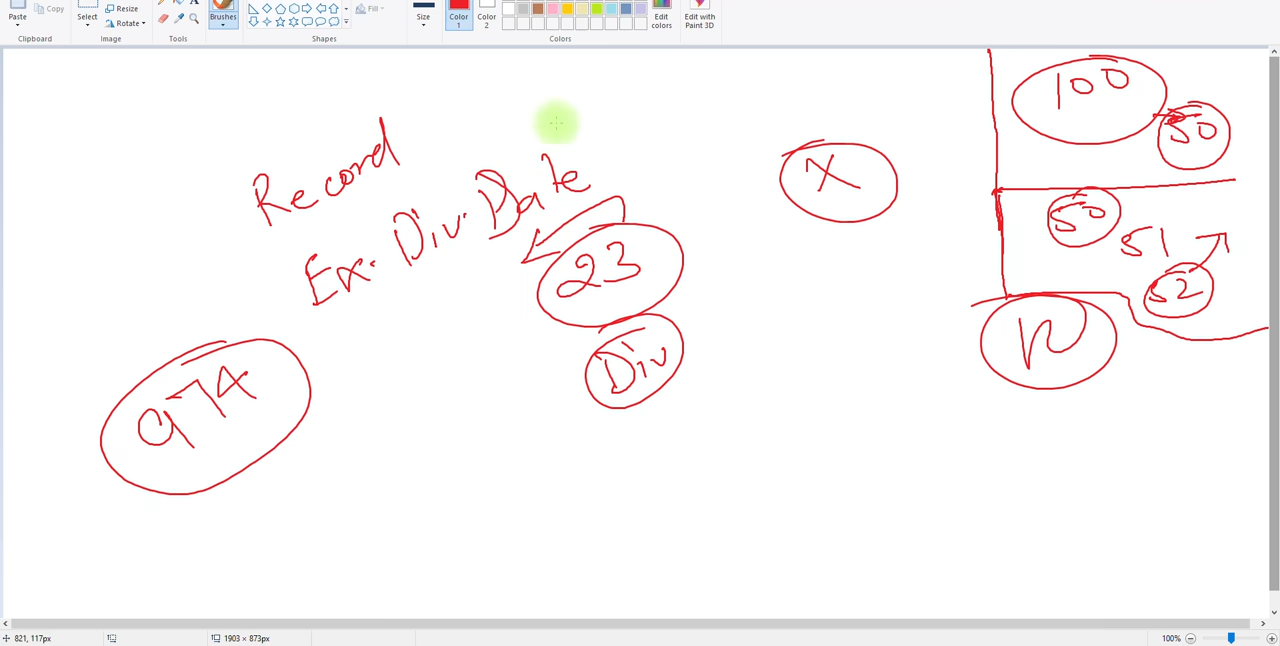 Paste
Copy
Clipboard
Select
Resize
Rotate
Image
A
Tools
Brushes
Fill
Shapes
Size
Color 1
Color 2
Edit colors
Edit with Paint 3D
Colors
100
50
Record
Ex. Div. Date
X
23
50
51
52
Div
974
821, 117px
1903 × 873px
100%